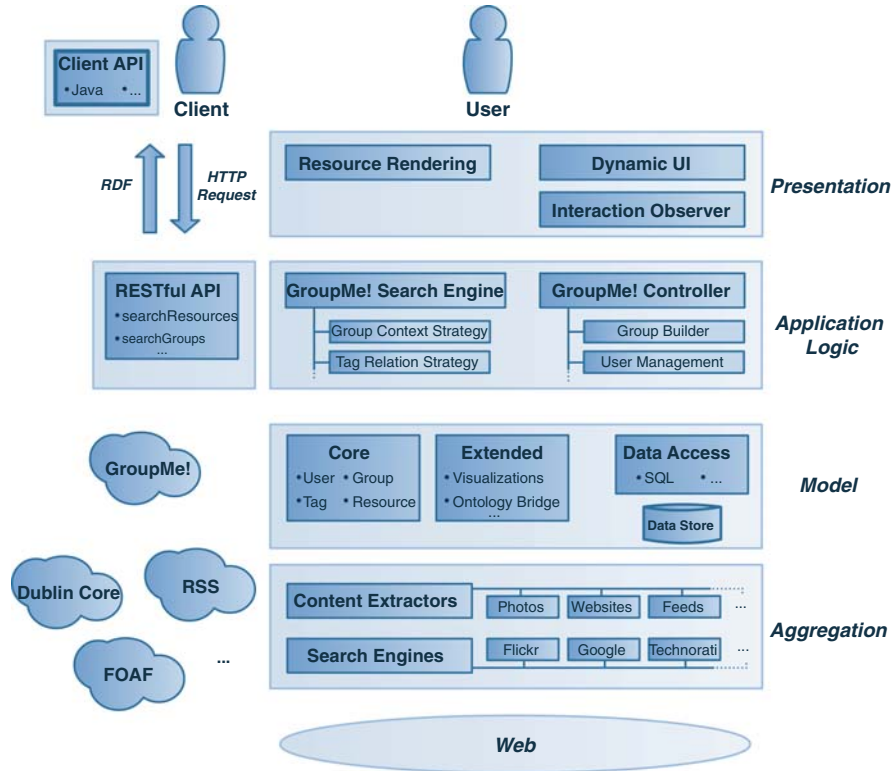 Client API
• Java • ...
Client
User
RDF
HTTP
Request
Resource Rendering
Dynamic UI
Interaction Observer
Presentation
RESTful API
• searchResources
• searchGroups
...
GroupMe! Search Engine
Group Context Strategy
Tag Relation Strategy
GroupMe! Controller
Group Builder
User Management
Application
Logic
GroupMe!
Core
• User • Group
• Tag • Resource
Extended
• Visualizations
• Ontology Bridge
...
Data Access
• SQL • ...
Data Store
Model
Dublin Core
RSS
FOAF
...
Content Extractors
Photos
Websites
Feeds
...
Search Engines
Flickr
Google
Technorati
...
Aggregation
Web